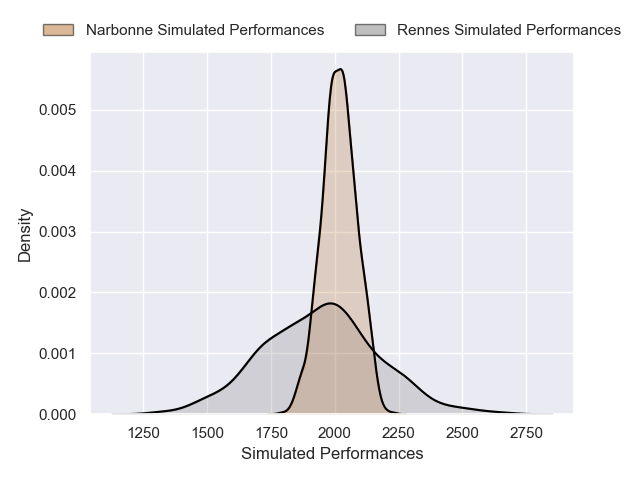 Narbonne Simulated Performances
Rennes Simulated Performances
Density
0.005
0.004
0.003
0.002
0.001
0.000
1250 1500 1750 2000 2250 2500 2750
Simulated Performances